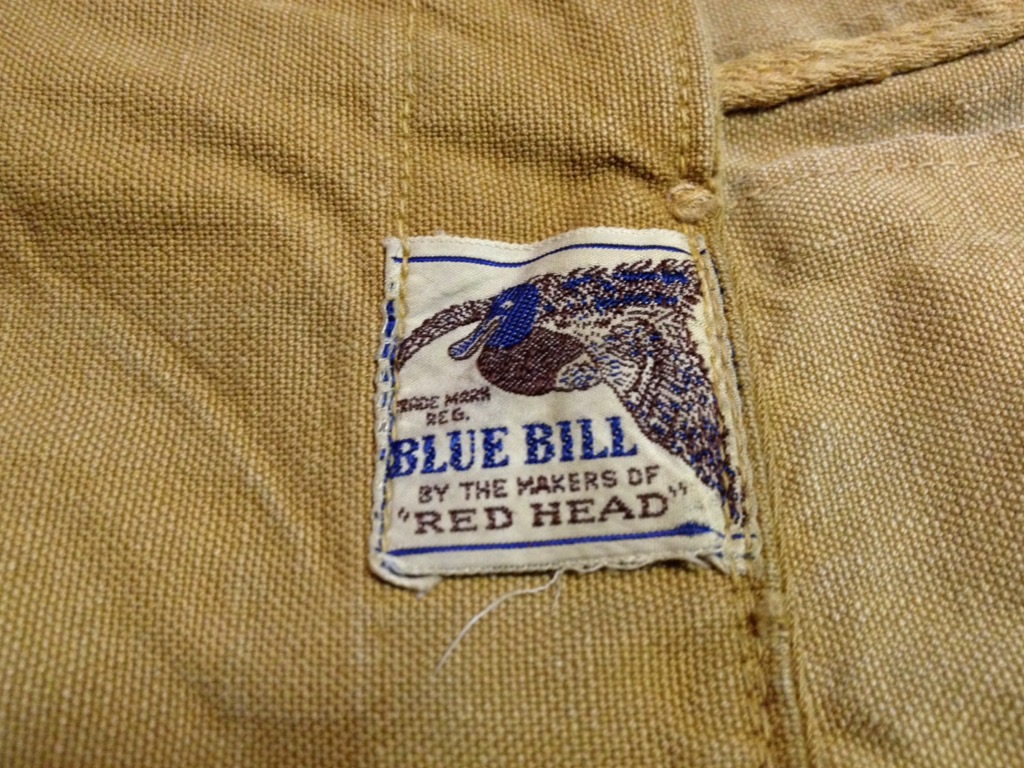 TRADE MARK
REG.
BLUE BILL
BY THE MAKERS OF
"RED HEAD"